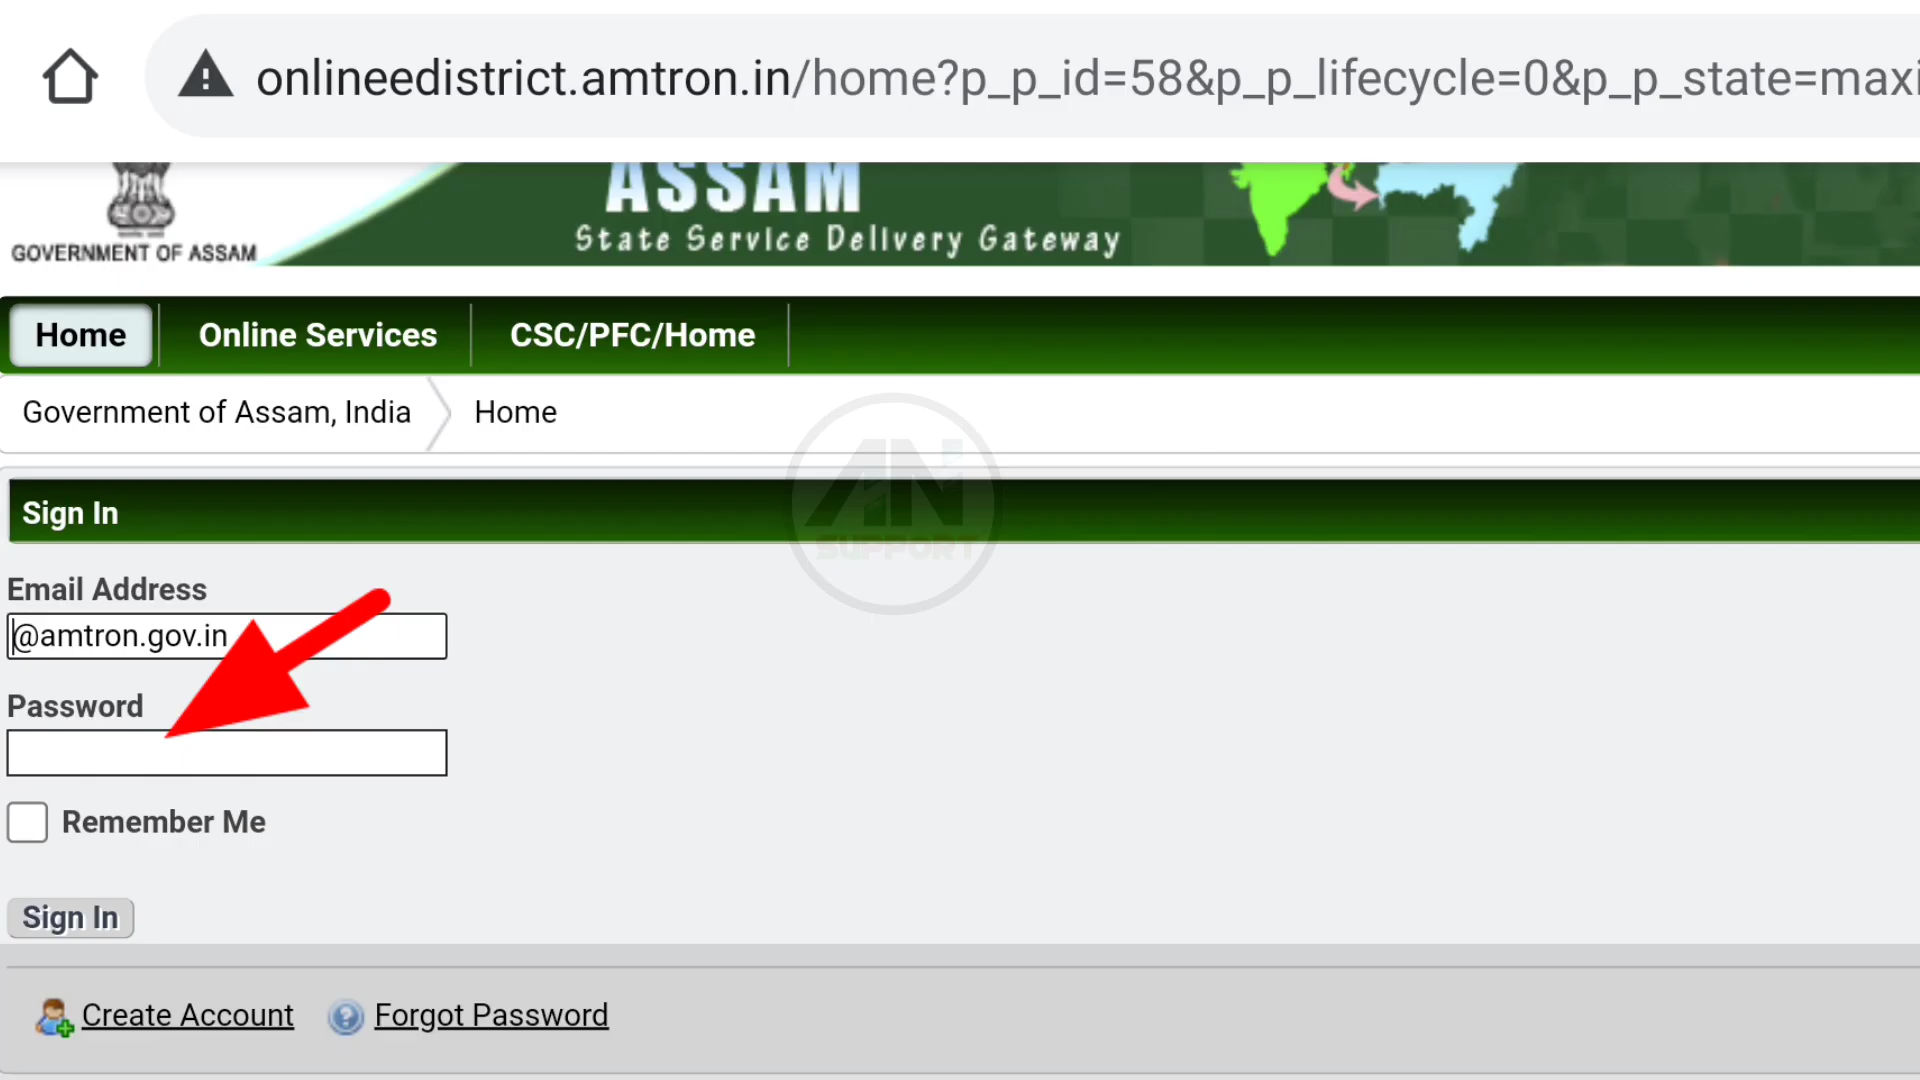 onlineedistrict.amtron.in/home?p_p_id=58&p_p_lifecycle=0&p_p_state=maxi
ASSAM
State Service Delivery Gateway
GOVERNMENT OF ASSAM
Home
Online Services
CSC/PFC/Home
Government of Assam, India
Home
AN
SUPPORT
Sign In
Email Address
@amtron.gov.in
Password
Remember Me
Sign In
Create Account
Forgot Password